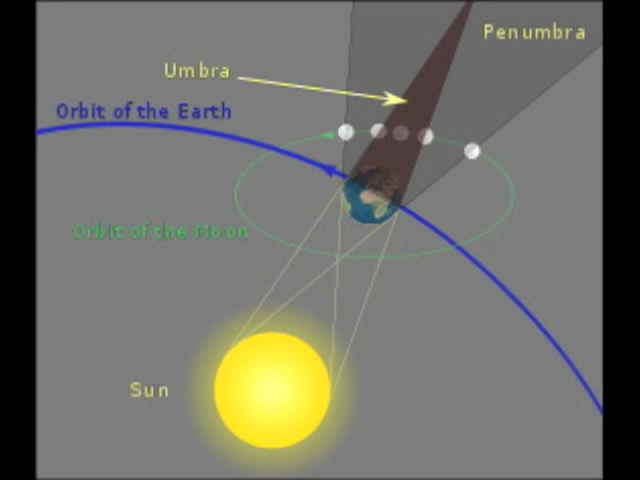 Penumbra
Umbra
Orbit of the Earth
Orbit of the Moon
Sun